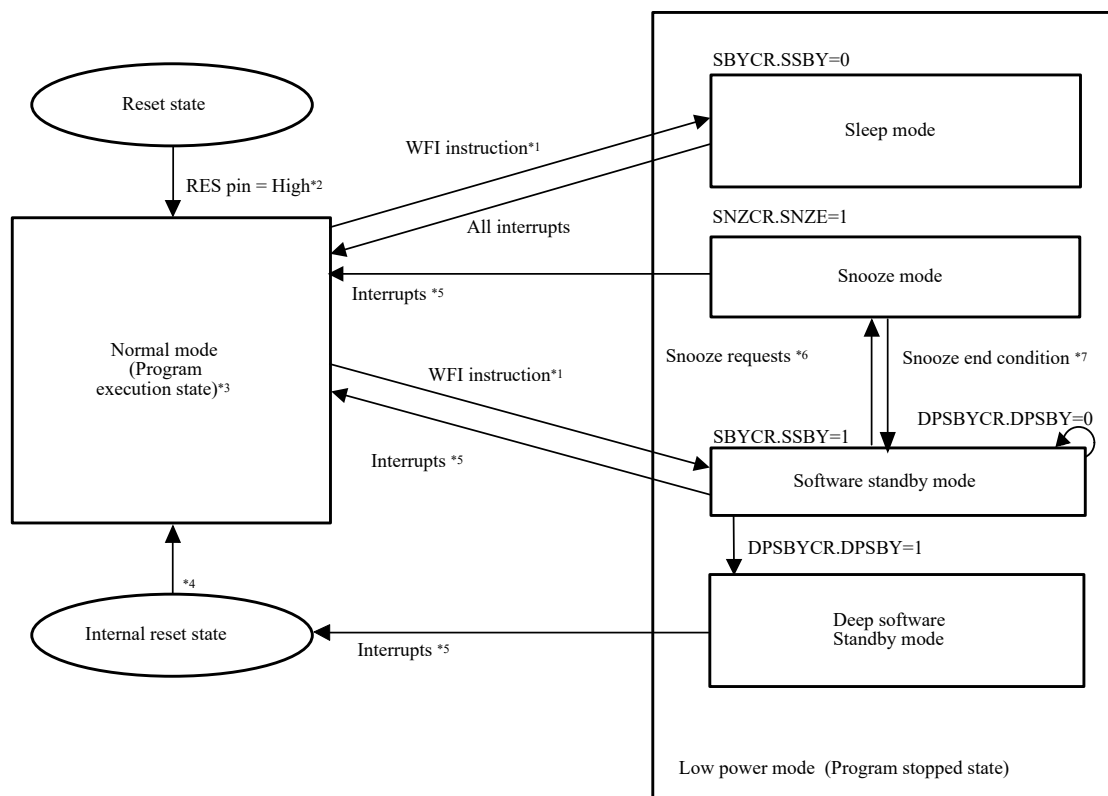 SBYCR.SSBY=0
Reset state
Sleep mode
WFI instruction*1
RES pin = High*2
All interrupts
SNZCR.SNZE=1
Snooze mode
Interrupts *5
Normal mode
(Program
execution state)*3
Snooze requests *6
Snooze end condition *7
WFI instruction*1
DPSBYCR.DPSBY=0
SBYCR.SSBY=1
Interrupts *5
Software standby mode
DPSBYCR.DPSBY=1
*4
Internal reset state
Deep software
Standby mode
Interrupts *5
Low power mode (Program stopped state)